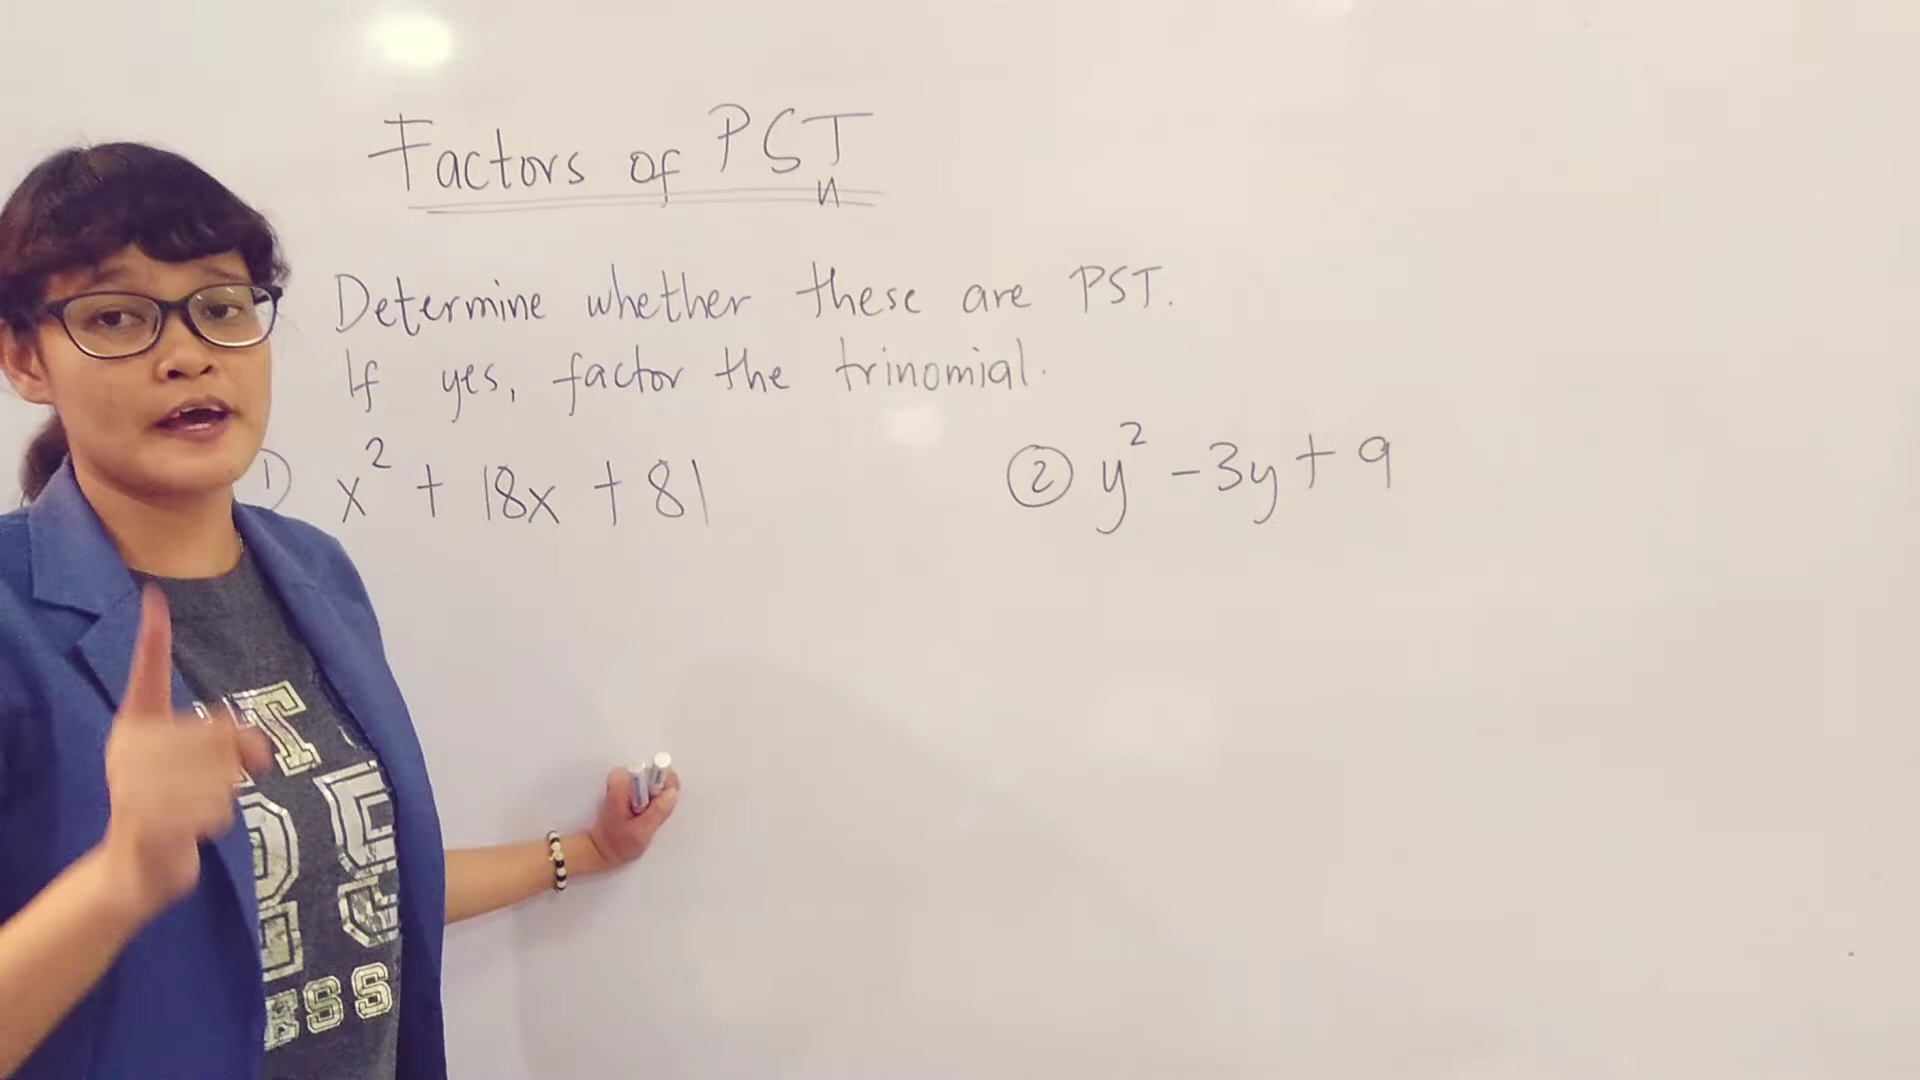 Factors of PST
n
Determine whether these are PST.
If yes, factor the trinomial.
1) x² + 18x + 81
② y² - 3y + 9
ESS